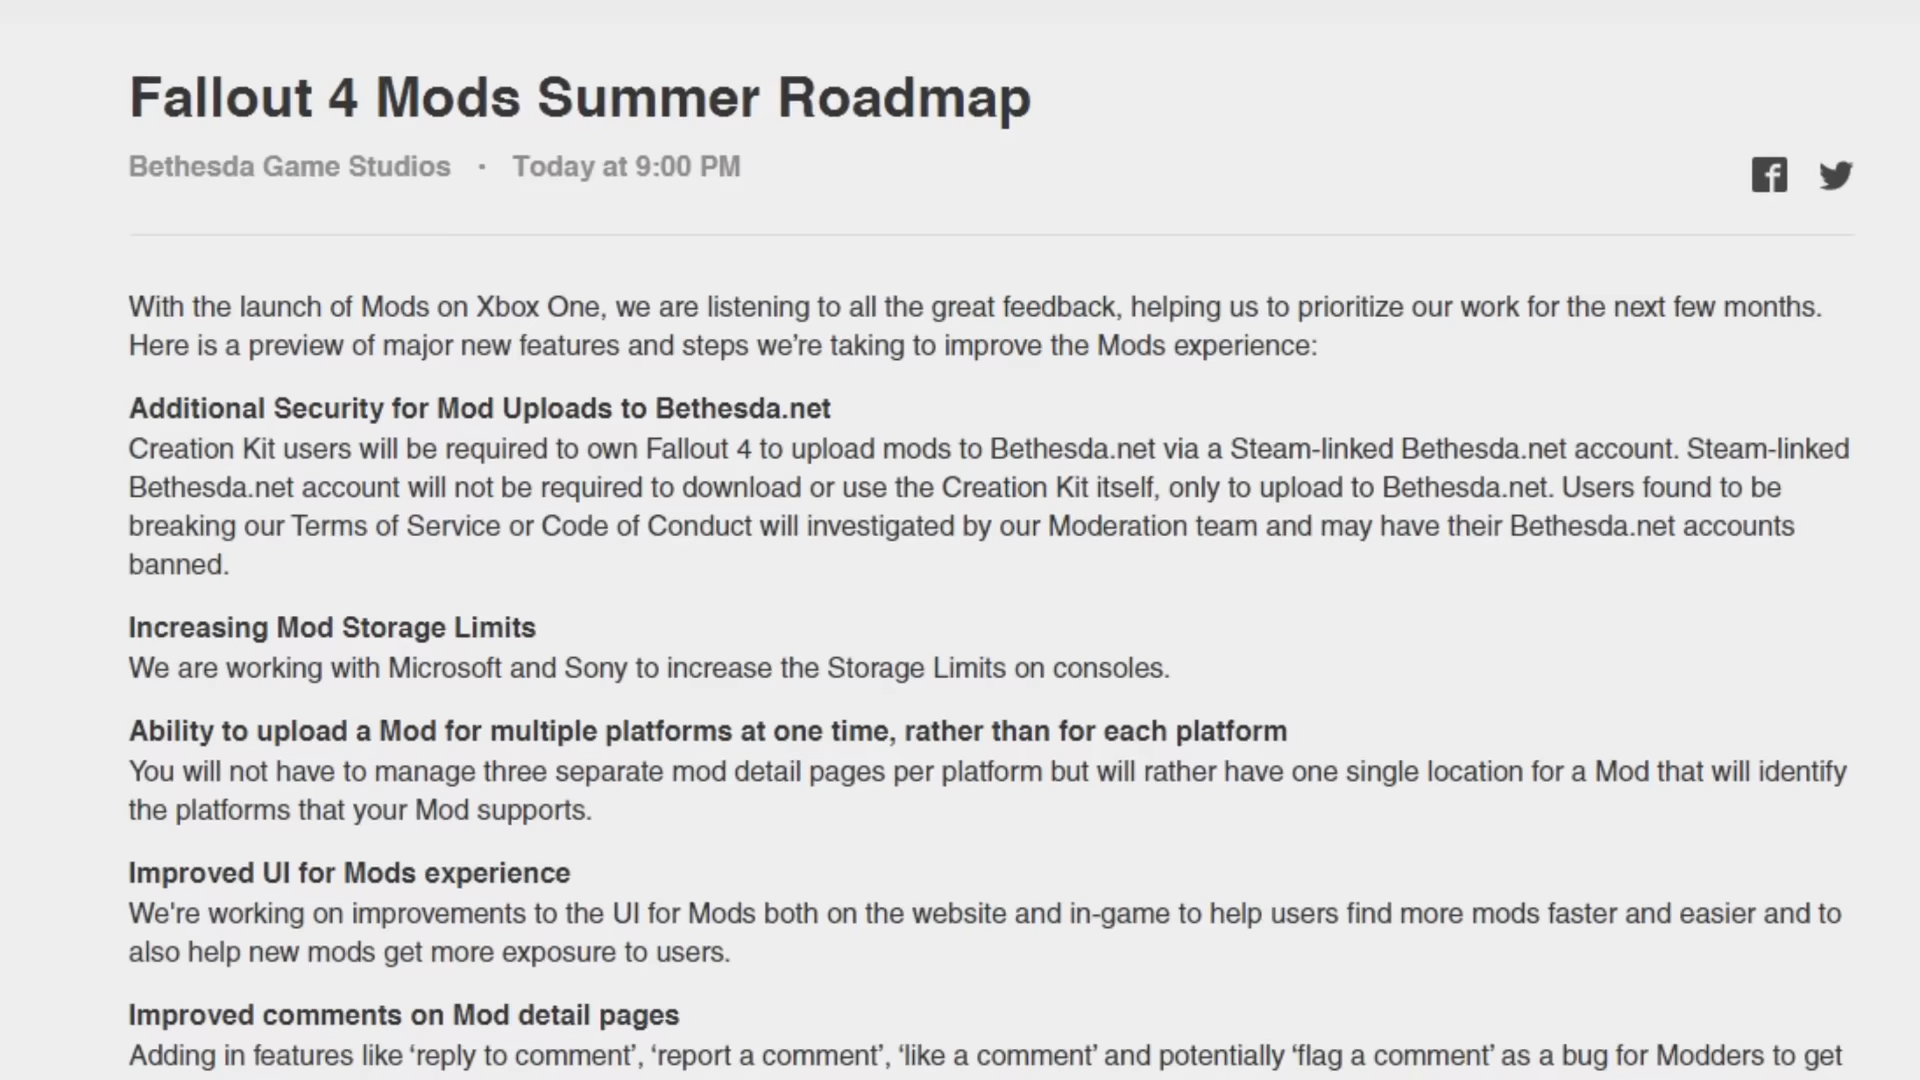 Fallout 4 Mods Summer Roadmap
Bethesda Game Studios · Today at 9:00 PM
With the launch of Mods on Xbox One, we are listening to all the great feedback, helping us to prioritize our work for the next few months.
Here is a preview of major new features and steps we’re taking to improve the Mods experience:
Additional Security for Mod Uploads to Bethesda.net
Creation Kit users will be required to own Fallout 4 to upload mods to Bethesda.net via a Steam-linked Bethesda.net account. Steam-linked
Bethesda.net account will not be required to download or use the Creation Kit itself, only to upload to Bethesda.net. Users found to be
breaking our Terms of Service or Code of Conduct will investigated by our Moderation team and may have their Bethesda.net accounts
banned.
Increasing Mod Storage Limits
We are working with Microsoft and Sony to increase the Storage Limits on consoles.
Ability to upload a Mod for multiple platforms at one time, rather than for each platform
You will not have to manage three separate mod detail pages per platform but will rather have one single location for a Mod that will identify
the platforms that your Mod supports.
Improved UI for Mods experience
We're working on improvements to the UI for Mods both on the website and in-game to help users find more mods faster and easier and to
also help new mods get more exposure to users.
Improved comments on Mod detail pages
Adding in features like ‘reply to comment’, ‘report a comment’, ‘like a comment’ and potentially ‘flag a comment’ as a bug for Modders to get